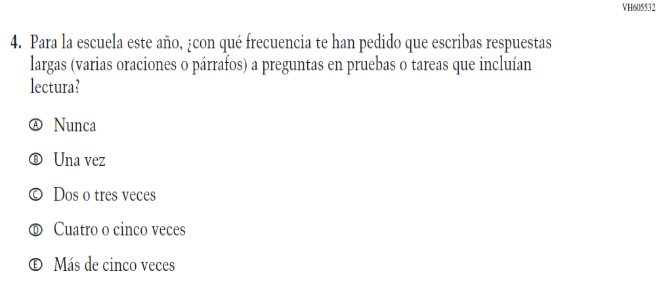 VH605532
4. Para la escuela este año, ¿con qué frecuencia te han pedido que escribas respuestas
largas (varias oraciones o párrafos) a preguntas en pruebas o tareas que incluían
lectura?
Ⓐ Nunca
Ⓑ Una vez
Ⓒ Dos o tres veces
Ⓓ Cuatro o cinco veces
Ⓔ Más de cinco veces